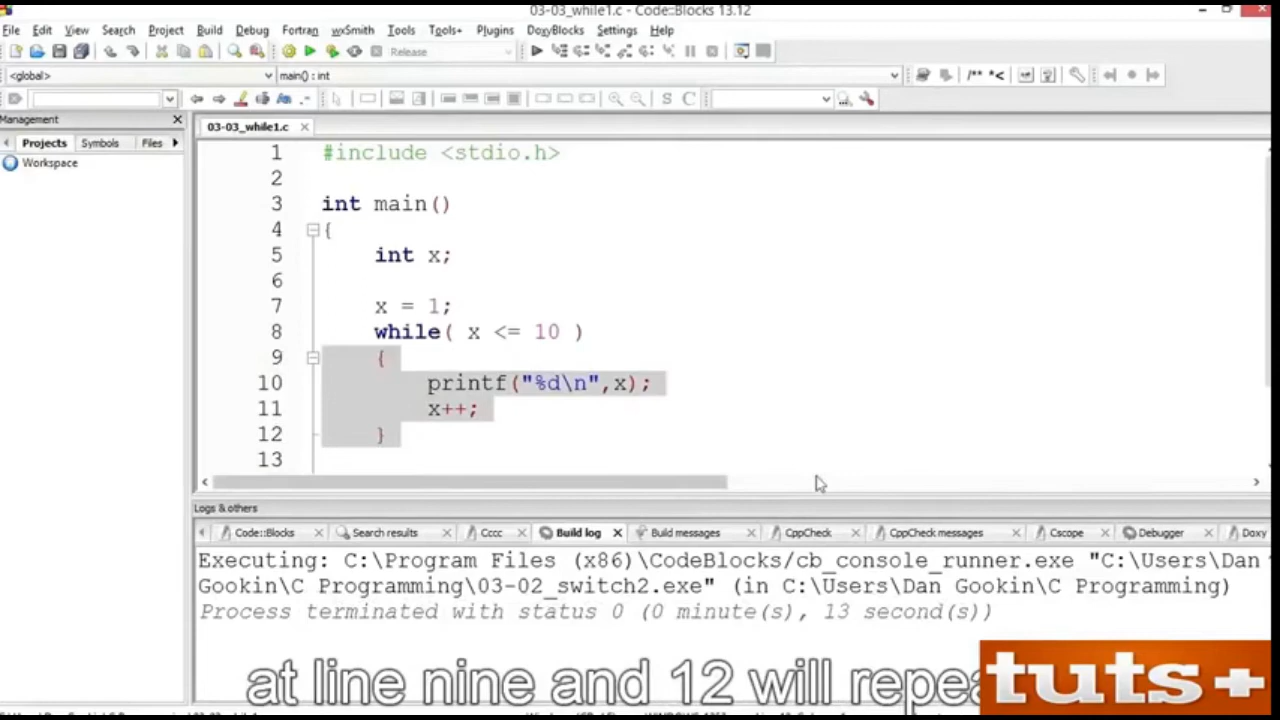 03-03_while1.c - Code::Blocks 13.12
File Edit View Search Project Build Debug Fortran wxSmith Tools Tools+ Plugins DoxyBlocks Settings Help
Release
<global> main() : int
/** *<
S C
Management
Projects Symbols Files
Workspace
03-03_while1.c
1 #include <stdio.h>
2
3 int main()
4 {
5 int x;
6
7 x = 1;
8 while( x <= 10 )
9 {
10 printf("%d\n",x);
11 x++;
12 }
13
Logs & others
Code::Blocks Search results Cccc Build log Build messages CppCheck CppCheck messages Cscope Debugger Doxy
Executing: C:\Program Files (x86)\CodeBlocks/cb_console_runner.exe "C:\Users\Dan
Gookin\C Programming\03-02_switch2.exe" (in C:\Users\Dan Gookin\C Programming)
Process terminated with status 0 (0 minute(s), 13 second(s))
at line nine and 12 will repea
tuts+